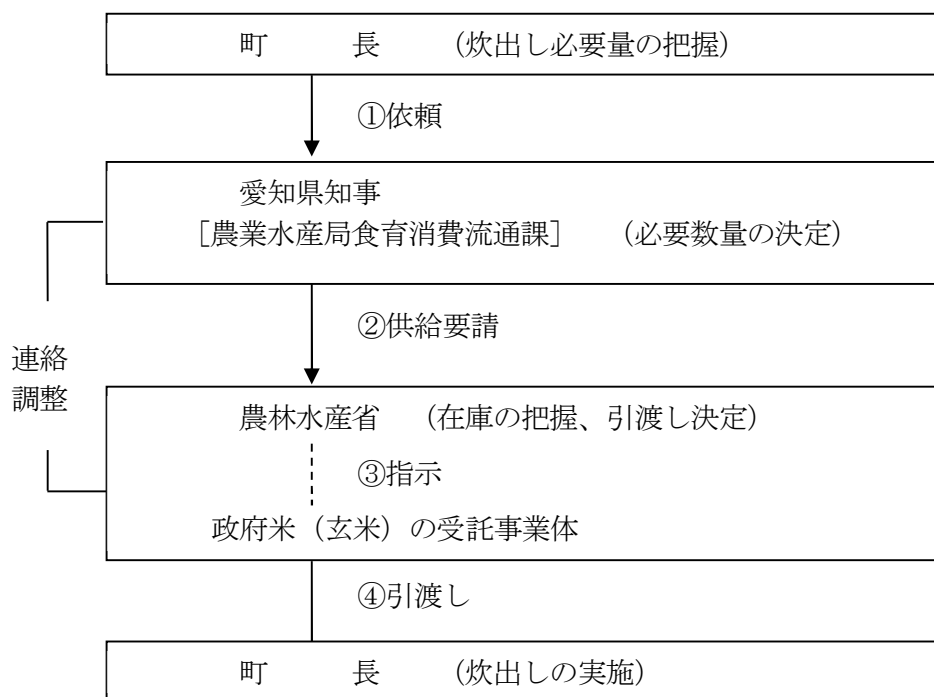 町　　　長　　（炊出し必要量の把握）
①依頼
愛知県知事
［農業水産局食育消費流通課］　　（必要数量の決定）
②供給要請
連絡
調整
農林水産省　（在庫の把握、引渡し決定）
③指示
政府米（玄米）の受託事業体
④引渡し
町　　　長　　（炊出しの実施）